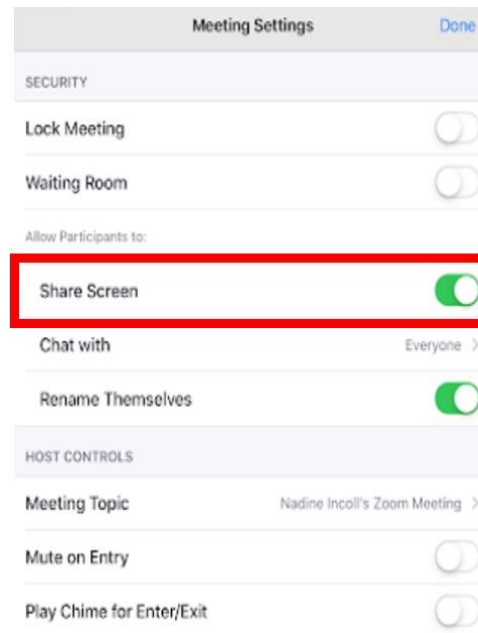 Meeting Settings Done
SECURITY
Lock Meeting
Waiting Room
Allow Participants to:
Share Screen
Chat with Everyone >
Rename Themselves
HOST CONTROLS
Meeting Topic Nadine Incoll's Zoom Meeting >
Mute on Entry
Play Chime for Enter/Exit